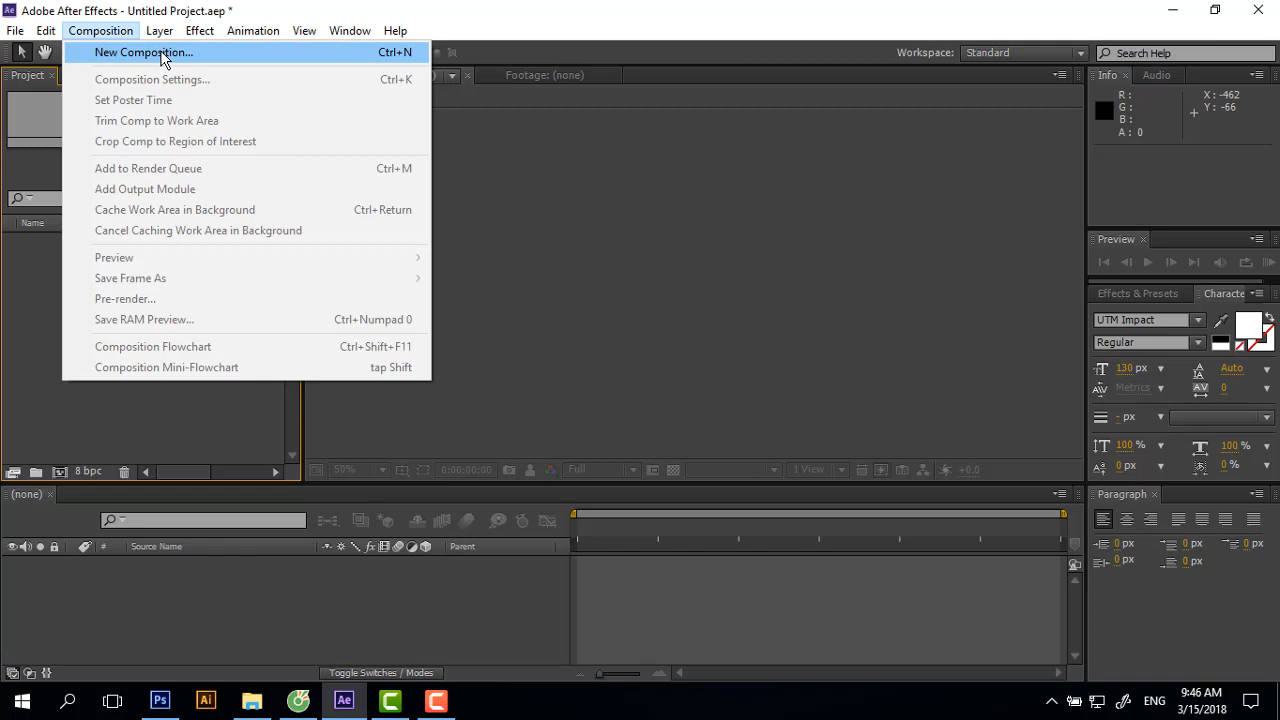 Adobe After Effects - Untitled Project.aep *
File Edit Composition Layer Effect Animation View Window Help
New Composition... Ctrl+N
Composition Settings... Ctrl+K
Set Poster Time
Trim Comp to Work Area
Crop Comp to Region of Interest
Add to Render Queue Ctrl+M
Add Output Module
Cache Work Area in Background Ctrl+Return
Cancel Caching Work Area in Background
Preview
Save Frame As
Pre-render...
Save RAM Preview... Ctrl+Numpad 0
Composition Flowchart Ctrl+Shift+F11
Composition Mini-Flowchart tap Shift
Workspace: Standard
Search Help
Project
Footage: (none)
Info Audio
R : X: -462
G : Y: -66
B :
A : 0
Name
Preview
Effects & Presets Characte
UTM Impact
Regular
130 px Auto
Metrics 0
- px
100 % 100 %
0 px 0 %
8 bpc
50% 0:00:00:00 Full 1 View +0.0
(none)
Paragraph
# Source Name Parent
0 px 0 px 0 px
0 px 0 px
Toggle Switches / Modes
Ps Ai Ae C C
ENG
9:46 AM
3/15/2018